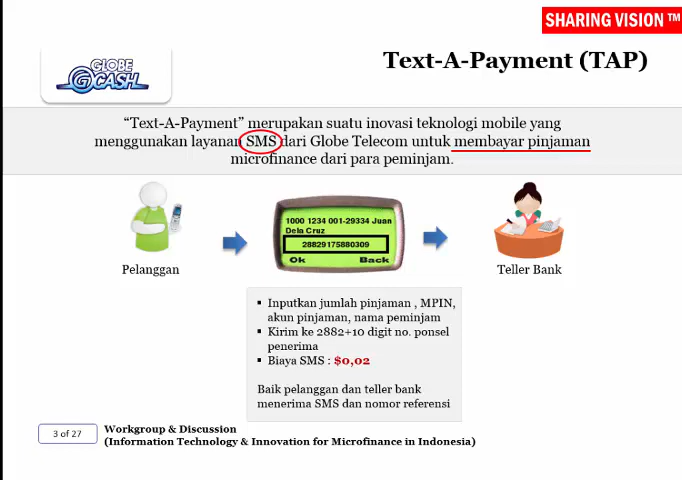 SHARING VISION ™
GLOBE
GCASH
Text-A-Payment (TAP)
“Text-A-Payment” merupakan suatu inovasi teknologi mobile yang
menggunakan layanan SMS dari Globe Telecom untuk membayar pinjaman
microfinance dari para peminjam.
1000 1234 001-29334 Juan
Dela Cruz
28829175880309
Ok Back
Pelanggan
Teller Bank
▪ Inputkan jumlah pinjaman , MPIN,
akun pinjaman, nama peminjam
▪ Kirim ke 2882+10 digit no. ponsel
penerima
▪ Biaya SMS : $0,02
Baik pelanggan dan teller bank
menerima SMS dan nomor referensi
3 of 27
Workgroup & Discussion
(Information Technology & Innovation for Microfinance in Indonesia)